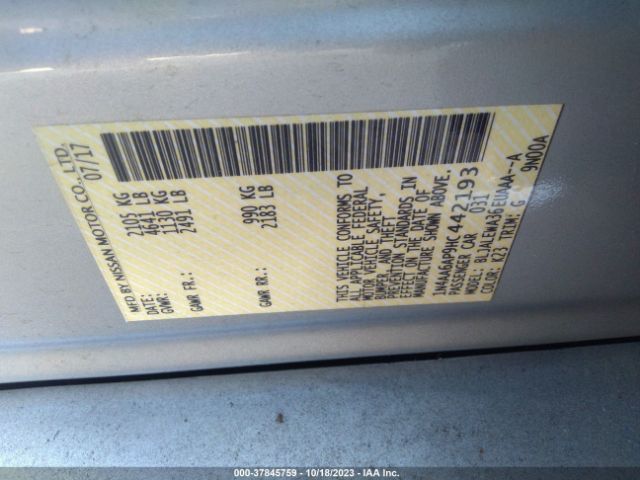 MFD. BY NISSAN MOTOR CO., LTD.
DATE: 07/17
GVWR: 2105 KG
4641 LB
GAWR FR.: 1130 KG
2491 LB
GAWR RR.: 990 KG
2183 LB
THIS VEHICLE CONFORMS TO
ALL APPLICABLE FEDERAL
MOTOR VEHICLE SAFETY,
BUMPER, AND THEFT
PREVENTION STANDARDS IN
EFFECT ON THE DATE OF
MANUFACTURE SHOWN ABOVE.
1N4AA6APHHC442193
PASSENGER CAR 031
MODEL: BLJALEWA36EUAAA--A
COLOR: K23 TRIM: G 9N00A
000-37845759 - 10/18/2023 - IAA Inc.